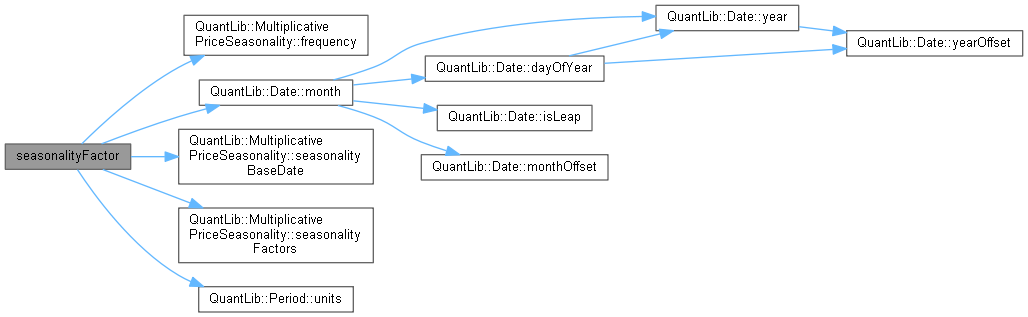 seasonalityFactor
QuantLib::Multiplicative
PriceSeasonality::frequency
QuantLib::Date::month
QuantLib::Multiplicative
PriceSeasonality::seasonality
BaseDate
QuantLib::Multiplicative
PriceSeasonality::seasonality
Factors
QuantLib::Period::units
QuantLib::Date::dayOfYear
QuantLib::Date::isLeap
QuantLib::Date::monthOffset
QuantLib::Date::year
QuantLib::Date::yearOffset